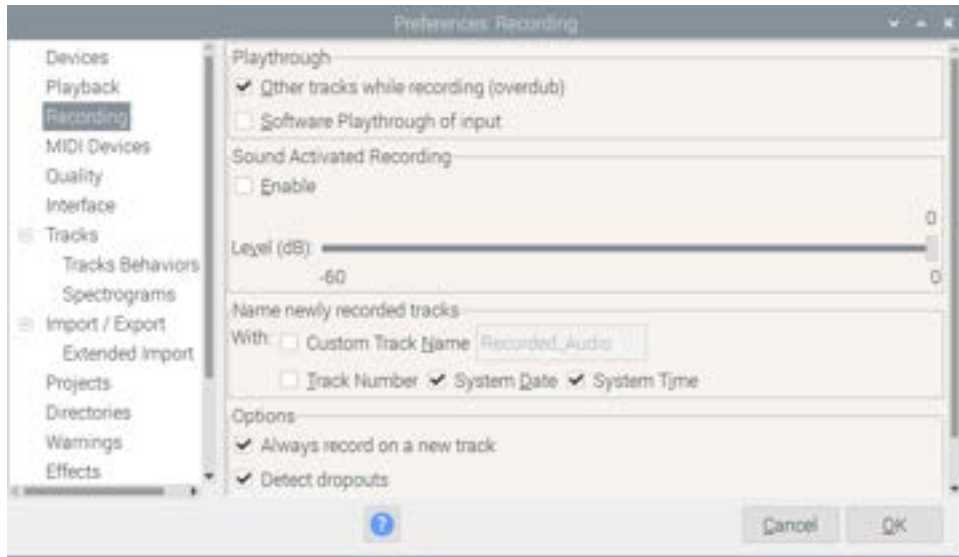 Preferences: Recording
Devices
Playback
Recording
MIDI Devices
Quality
Interface
Tracks
Tracks Behaviors
Spectrograms
Import / Export
Extended Import
Projects
Directories
Warnings
Effects
Playthrough
Other tracks while recording (overdub)
Software Playthrough of input
Sound Activated Recording
Enable
0
Level (dB):
-60 0
Name newly recorded tracks
With: Custom Track Name Recorded_Audio
Track Number System Date System Time
Options
Always record on a new track
Detect dropouts
? Cancel OK